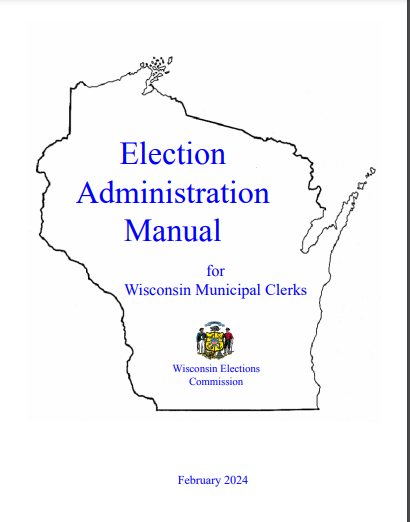 Election
Administration
Manual
for
Wisconsin Municipal Clerks
Wisconsin Elections
Commission
February 2024